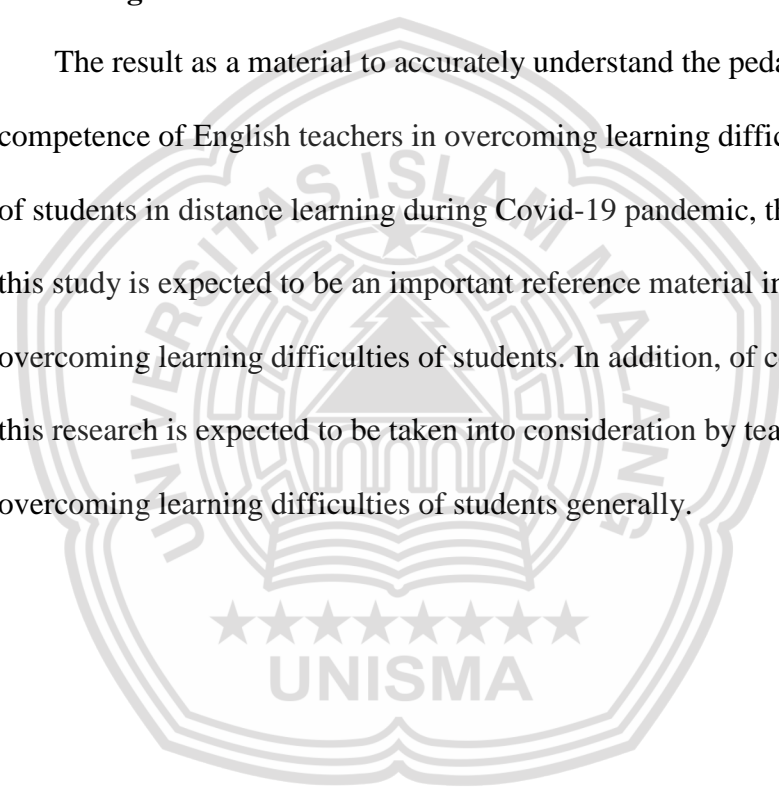 The result as a material to accurately understand the
competence of English teachers in overcoming learning
of students in distance learning during Covid-19 pandemic,
this study is expected to be an important reference material
overcoming learning difficulties of students. In addition, of
this research is expected to be taken into consideration by
overcoming learning difficulties of students generally.
UNIVERSITAS ISLAM MALANG
UNISMA